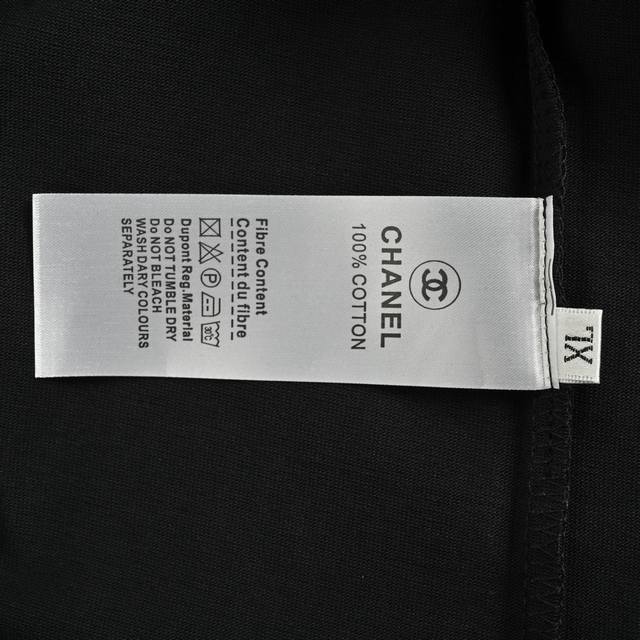 CHANEL
100% COTTON
Fibre Content
Content du fibre
30℃
Dupont Reg.Material
Do NOT TUMBLE DRY
Do NOT BLEACH
WASH DARY COLOURS
SEPARATELY
XL